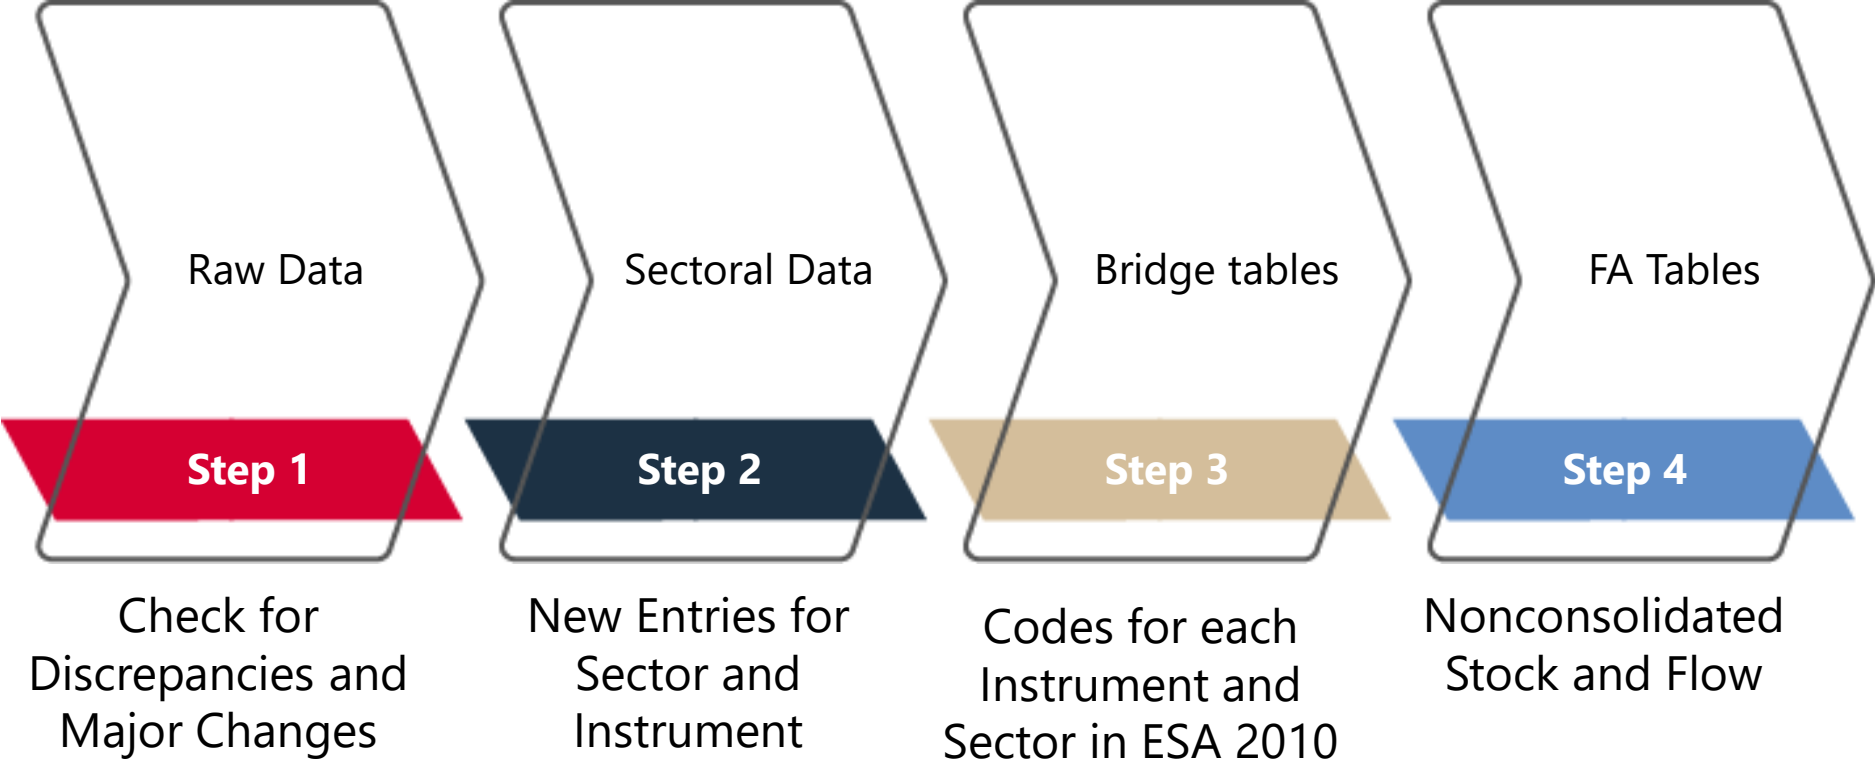 Raw Data
Step 1
Check for
Discrepancies and
Major Changes
Sectoral Data
Step 2
New Entries for
Sector and
Instrument
Bridge tables
Step 3
Codes for each
Instrument and
Sector in ESA 2010
FA Tables
Step 4
Nonconsolidated
Stock and Flow